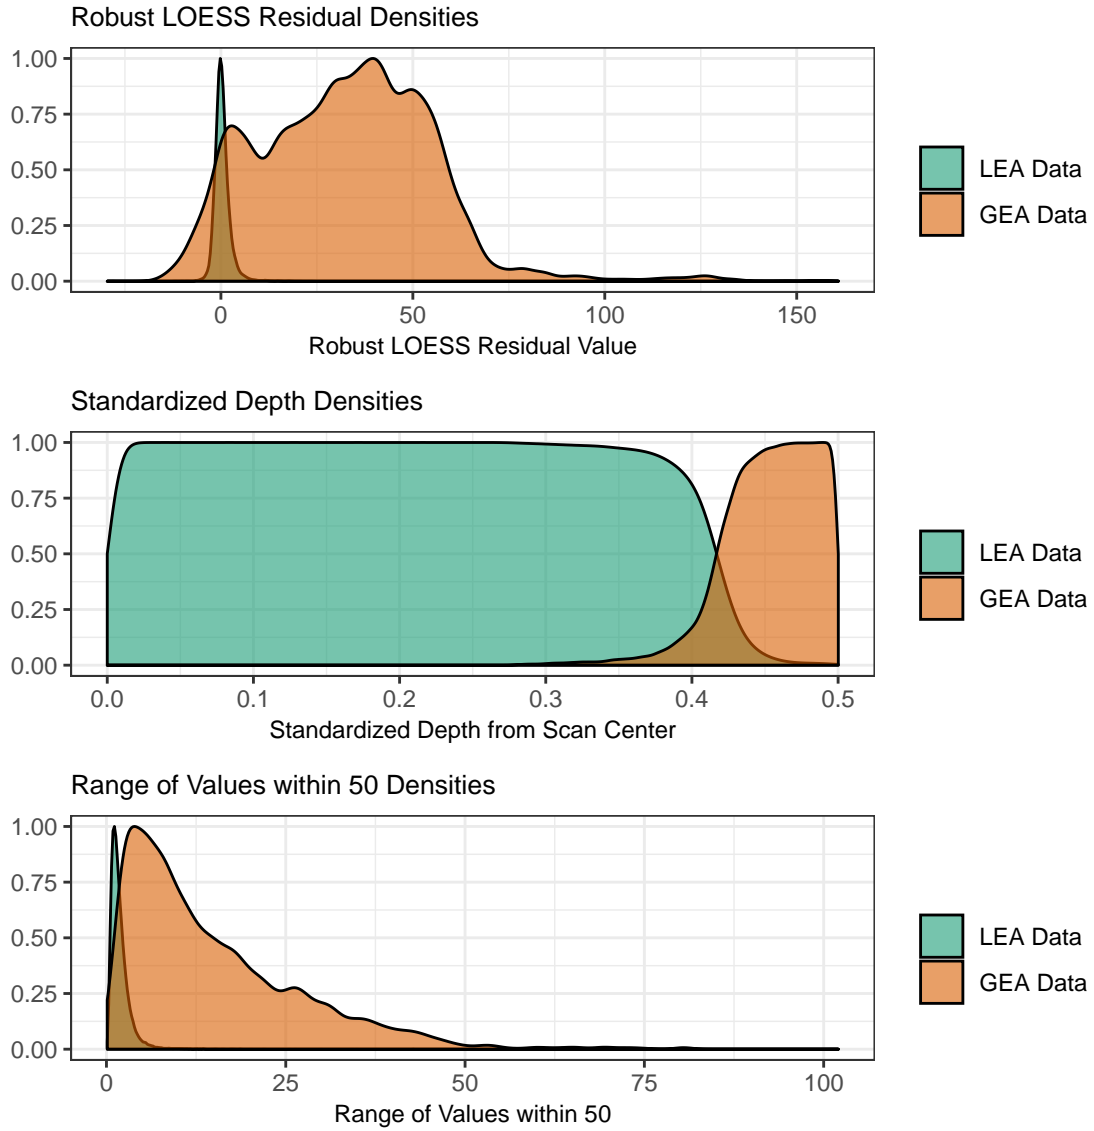 Robust LOESS Residual Densities
1.00
0.75
0.50
0.25
0.00
0 50 100 150
Robust LOESS Residual Value
LEA Data
GEA Data
Standardized Depth Densities
1.00
0.75
0.50
0.25
0.00
0.0 0.1 0.2 0.3 0.4 0.5
Standardized Depth from Scan Center
LEA Data
GEA Data
Range of Values within 50 Densities
1.00
0.75
0.50
0.25
0.00
0 25 50 75 100
Range of Values within 50
LEA Data
GEA Data